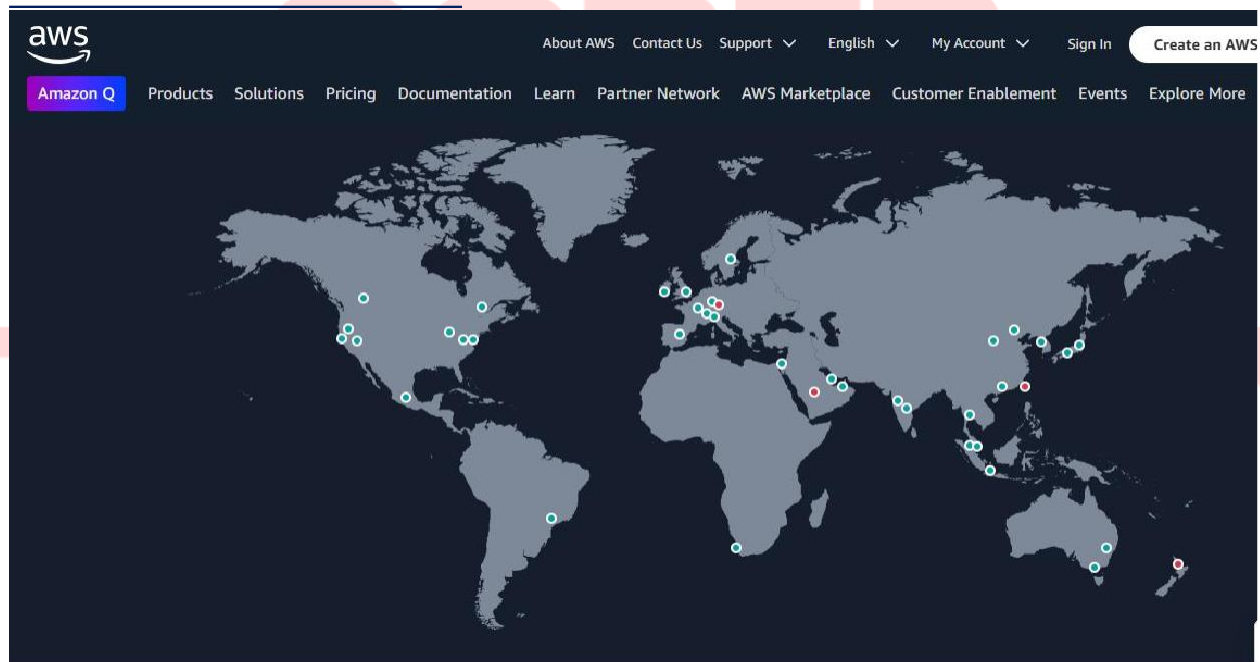 aws
About AWS Contact Us Support English My Account Sign In Create an AWS
Amazon Q Products Solutions Pricing Documentation Learn Partner Network AWS Marketplace Customer Enablement Events Explore More